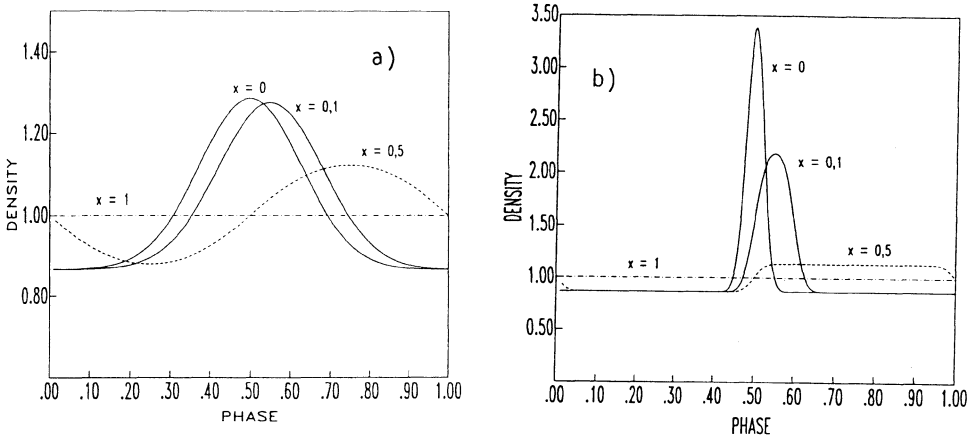 1.40
1.20
1.00
0.80
DENSITY
a)
x = 0
x = 0,1
x = 0,5
x = 1
.00 .10 .30 .40 .50 .60 .70 .80 .90 1.00
PHASE
3.50
3.00
2.50
2.00
1.50
1.00
0.50
.00
DENSITY
b)
x = 0
x = 0,1
x = 0,5
x = 1
.00 .10 .20 .30 .40 .50 .60 .70 .80 .90 1.00
PHASE